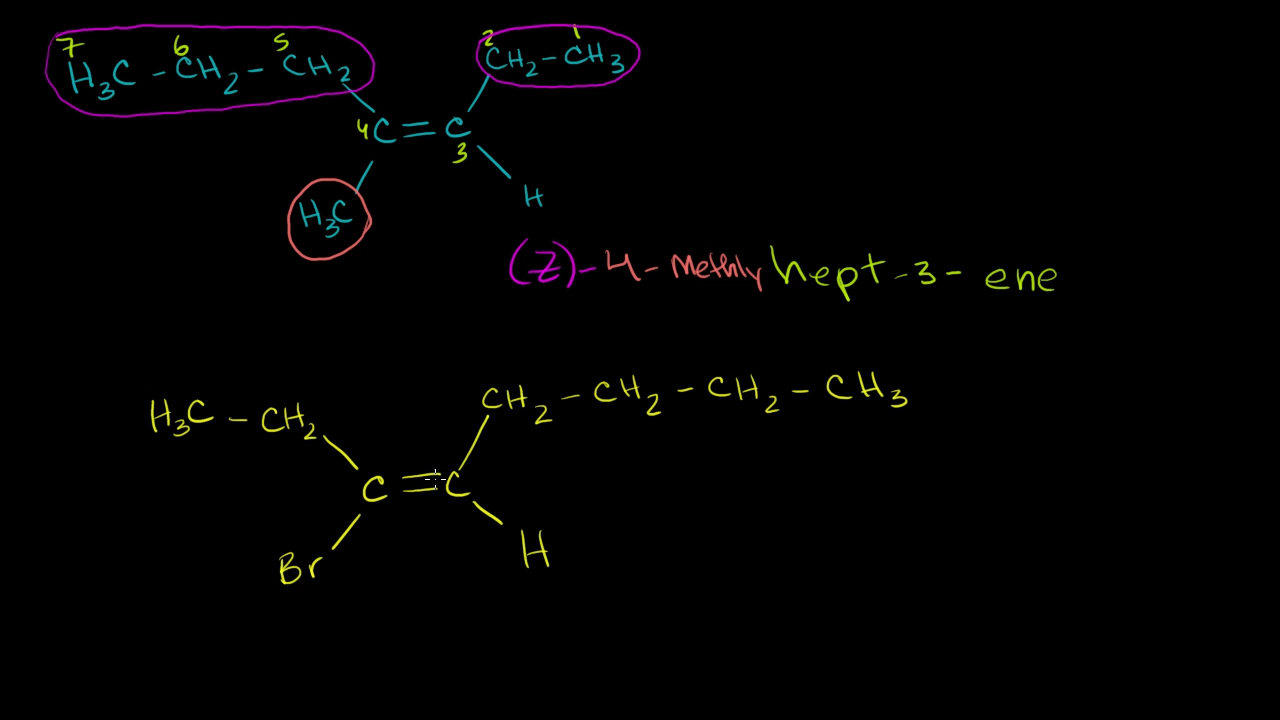 7 6 5 2 1
H₃C - CH₂ - CH₂ CH₂ - CH₃
4 C = C
3
H₃C H
(Z) - 4 - Methly hept - 3 - ene
CH₂ - CH₂ - CH₂ - CH₃
H₃C - CH₂
C = C
Br H